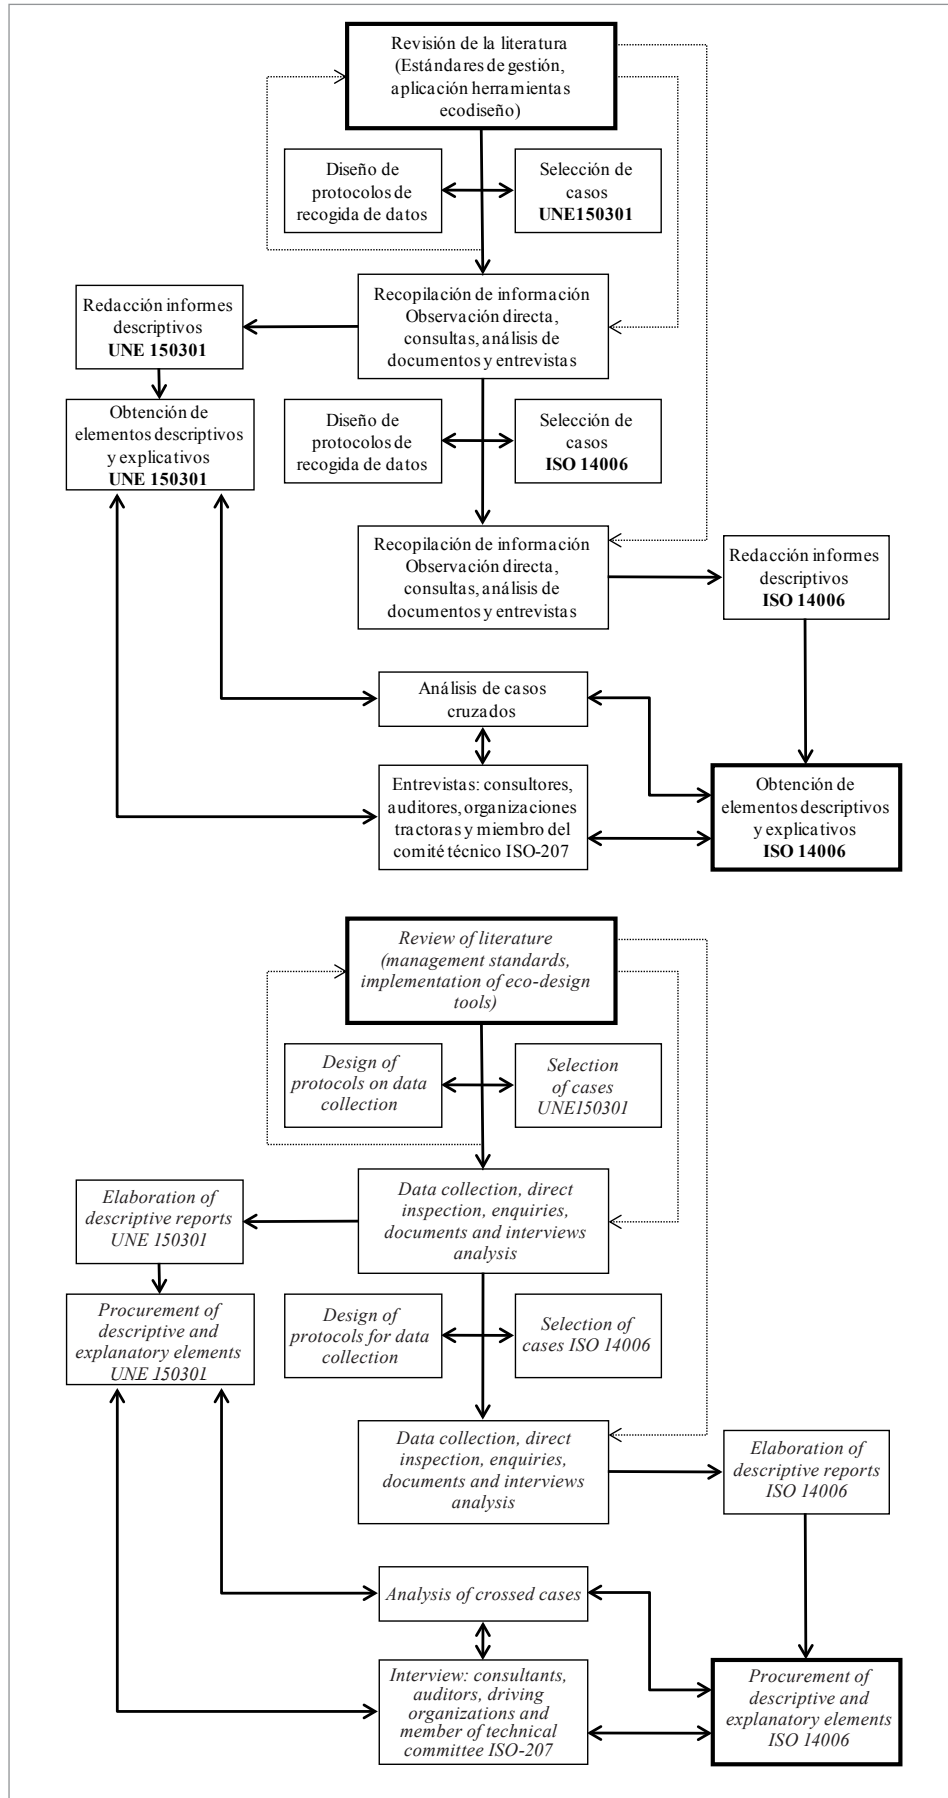 Revisión de la literatura
(Estándares de gestión,
aplicación herramientas
ecodiseño)
Diseño de
protocolos de
recogida de datos
Selección de
casos
UNE150301
Recopilación de información
Observación directa,
consultas, análisis de
documentos y entrevistas
Redacción informes
descriptivos
UNE 150301
Obtención de
elementos descriptivos
y explicativos
UNE 150301
Diseño de
protocolos de
recogida de datos
Selección de
casos
ISO 14006
Recopilación de información
Observación directa,
consultas, análisis de
documentos y entrevistas
Redacción informes
descriptivos
ISO 14006
Análisis de casos
cruzados
Entrevistas: consultores,
auditores, organizaciones
tractoras y miembro del
comité técnico ISO-207
Obtención de
elementos descriptivos
y explicativos
ISO 14006
Review of literature
(management standards,
implementation of eco-design
tools)
Design of
protocols on data
collection
Selection
of cases
UNE150301
Data collection, direct
inspection, enquiries,
documents and interviews
analysis
Elaboration of
descriptive reports
UNE 150301
Procurement of
descriptive and
explanatory elements
UNE 150301
Design of
protocols for data
collection
Selection of
cases ISO 14006
Data collection, direct
inspection, enquiries,
documents and interviews
analysis
Elaboration of
descriptive reports
ISO 14006
Analysis of crossed cases
Interview: consultants,
auditors, driving
organizations and
member of technical
committee ISO-207
Procurement of
descriptive and
explanatory elements
ISO 14006